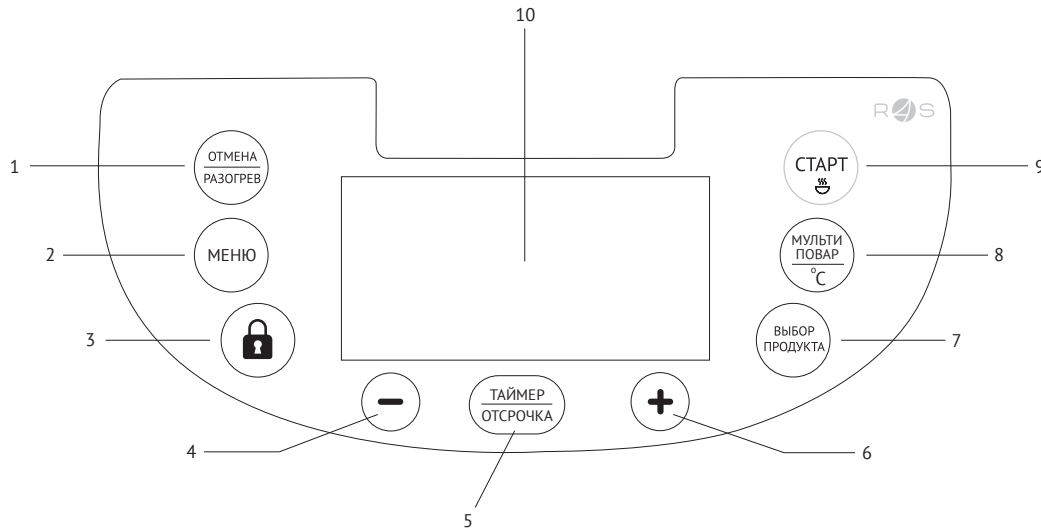 10
R4S
1
ОТМЕНА
РАЗОГРЕВ
СТАРТ
9
2
МЕНЮ
МУЛЬТИ
ПОВАР
°C
8
3
ВЫБОР
ПРОДУКТА
7
4
ТАЙМЕР
ОТСРОЧКА
6
5